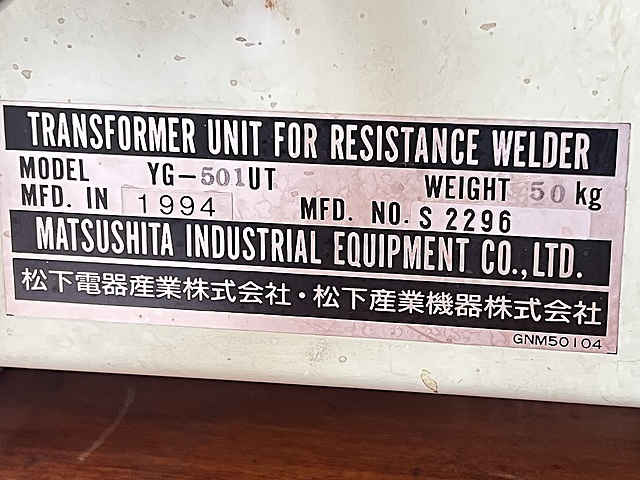 TRANSFORMER UNIT FOR RESISTANCE WELDER
MODEL YG-501UT WEIGHT 50 kg
MFD. IN 1994 MFD. NO. S 2296
MATSUSHITA INDUSTRIAL EQUIPMENT CO., LTD.
松下電器産業株式会社・松下産業機器株式会社
GNM50104